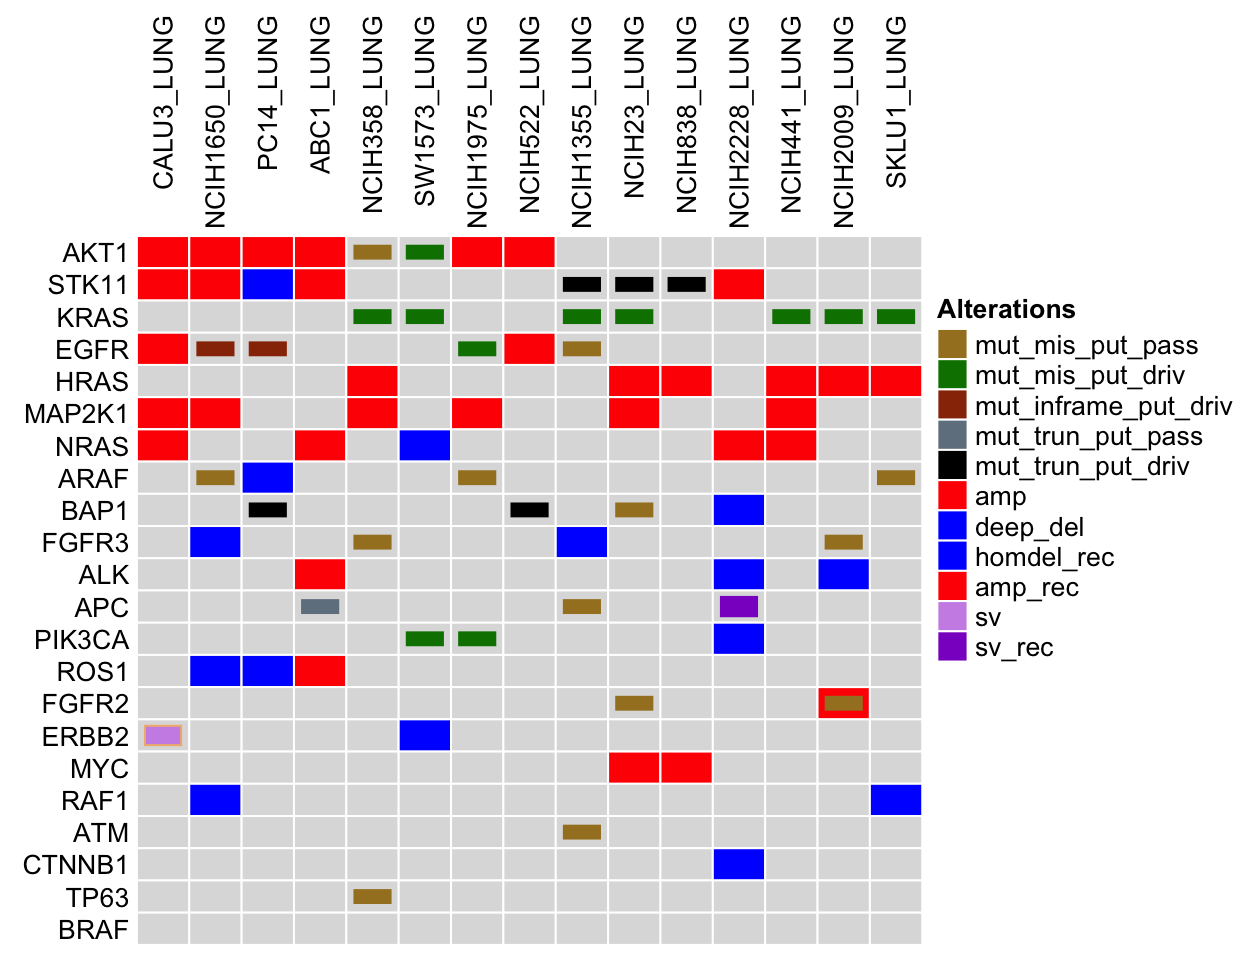 CALU3_LUNG
NCIH1650_LUNG
PC14_LUNG
ABC1_LUNG
NCIH358_LUNG
SW1573_LUNG
NCIH1975_LUNG
NCIH522_LUNG
NCIH1355_LUNG
NCIH23_LUNG
NCIH838_LUNG
NCIH2228_LUNG
NCIH441_LUNG
NCIH2009_LUNG
SKLU1_LUNG
AKT1
STK11
KRAS
EGFR
HRAS
MAP2K1
NRAS
ARAF
BAP1
FGFR3
ALK
APC
PIK3CA
ROS1
FGFR2
ERBB2
MYC
RAF1
ATM
CTNNB1
TP63
BRAF
Alterations
mut_mis_put_pass
mut_mis_put_driv
mut_inframe_put_driv
mut_trun_put_pass
mut_trun_put_driv
amp
deep_del
homdel_rec
amp_rec
sv
sv_rec